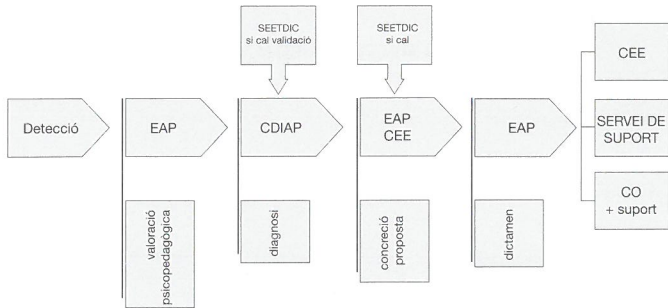 SEETDIC
si cal validació
SEETDIC
si cal
CEE
Detecció
EAP
CDIAP
EAP
CEE
EAP
SERVEI DE
SUPORT
CO
+ suport
valoració
psicopedagògica
diagnosi
concreció
proposta
dictamen